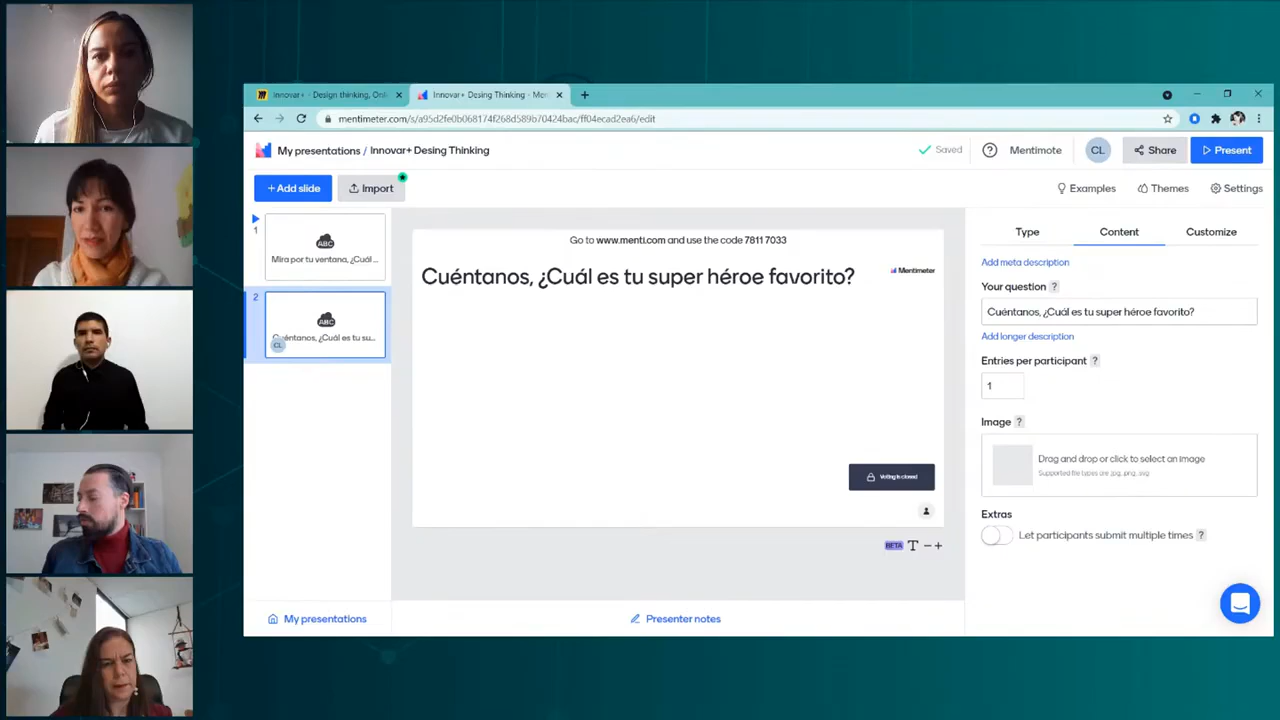 Innovar+ - Design thinking, Onl
Innovar+ Desing Thinking - Me
mentimeter.com/s/a95d2fe0b068174f268d589b70424bac/ff04ecad2ea6/edit
My presentations / Innovar+ Desing Thinking
Saved
Mentimote
CL
Share
Present
+ Add slide
Import
Examples
Themes
Settings
1
ABC
Mira por tu ventana, ¿Cuál ...
2
ABC
Cuéntanos, ¿Cuál es tu su...
CL
Go to www.menti.com and use the code 7811 7033
Cuéntanos, ¿Cuál es tu super héroe favorito?
Mentimeter
Voting is closed
BETA T − +
Type
Content
Customize
Add meta description
Your question ?
Cuéntanos, ¿Cuál es tu super héroe favorito?
Add longer description
Entries per participant ?
1
Image ?
Drag and drop or click to select an image
Supported file types are jpg, png, svg
Extras
Let participants submit multiple times ?
My presentations
Presenter notes